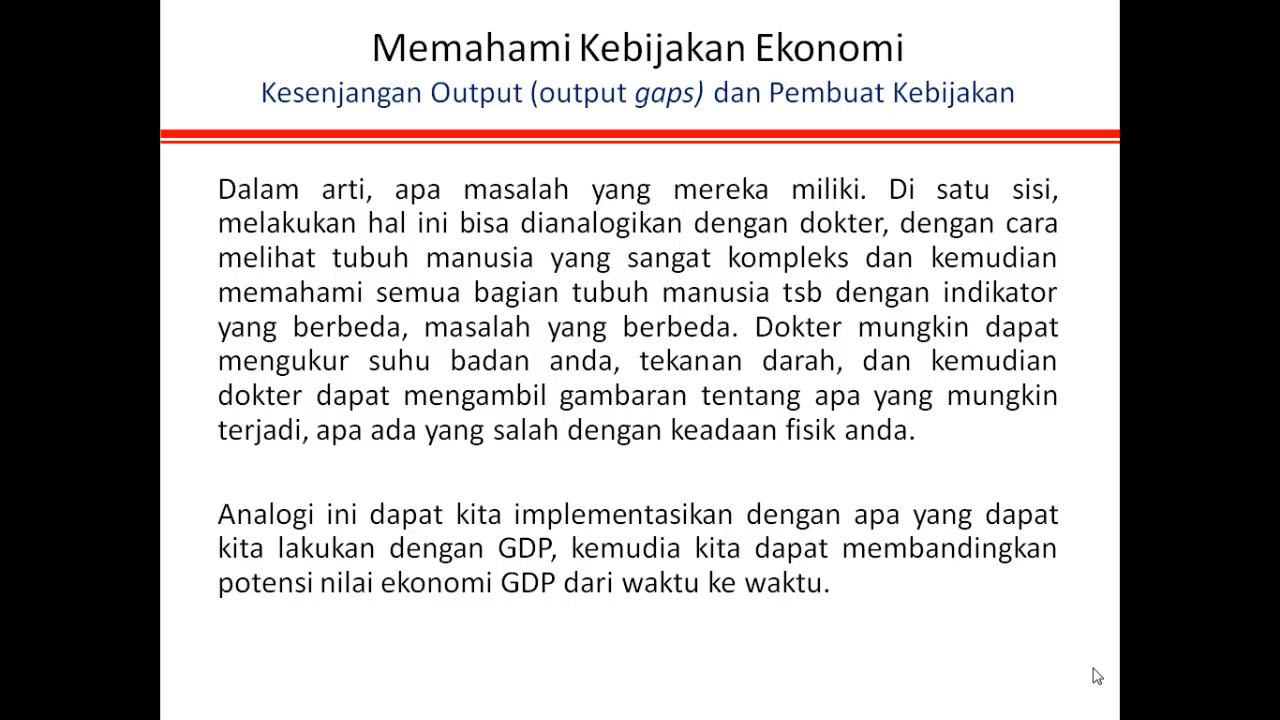 Memahami Kebijakan Ekonomi
Kesenjangan Output (output gaps) dan Pembuat Kebijakan
Dalam arti, apa masalah yang mereka miliki. Di satu sisi,
melakukan hal ini bisa dianalogikan dengan dokter, dengan cara
melihat tubuh manusia yang sangat kompleks dan kemudian
memahami semua bagian tubuh manusia tsb dengan indikator
yang berbeda, masalah yang berbeda. Dokter mungkin dapat
mengukur suhu badan anda, tekanan darah, dan kemudian
dokter dapat mengambil gambaran tentang apa yang mungkin
terjadi, apa ada yang salah dengan keadaan fisik anda.
Analogi ini dapat kita implementasikan dengan apa yang dapat
kita lakukan dengan GDP, kemudia kita dapat membandingkan
potensi nilai ekonomi GDP dari waktu ke waktu.